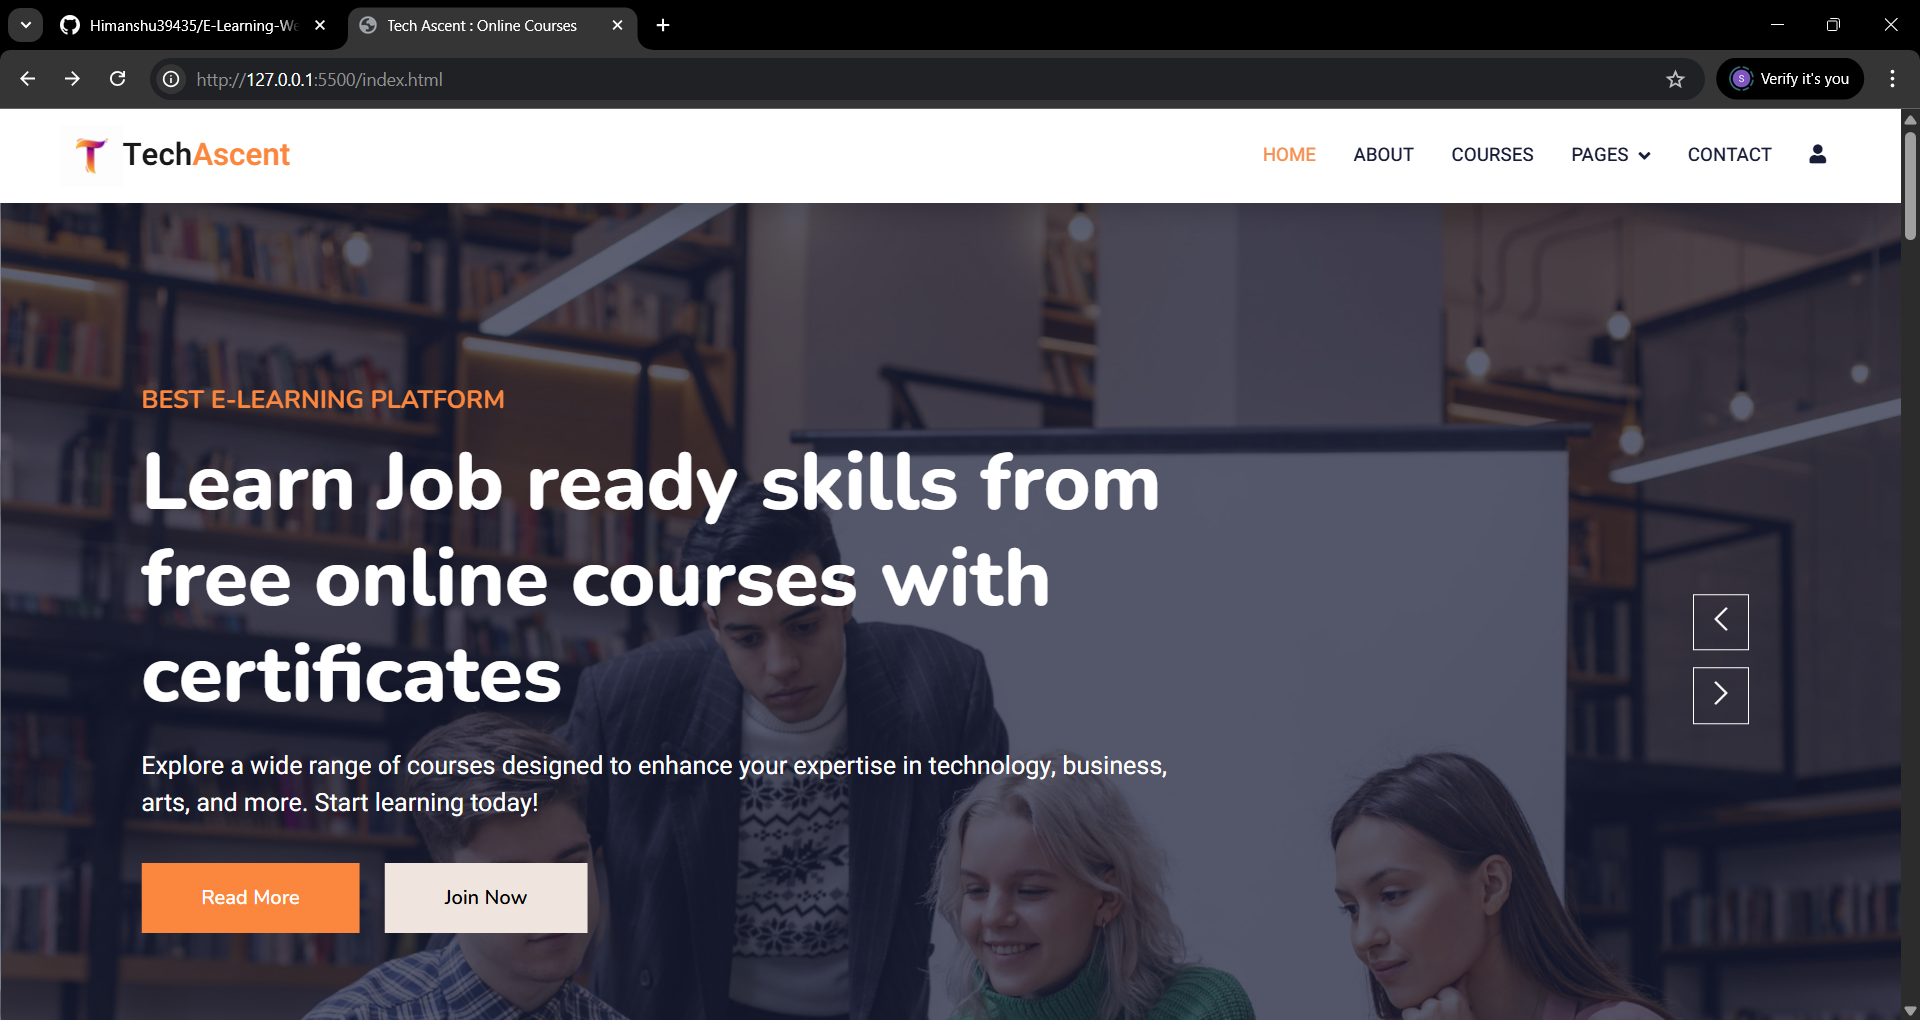 Himanshu39435/E-Learning-We
Tech Ascent : Online Courses
http://127.0.0.1:5500/index.html
S
Verify it's you
TechAscent
HOME
ABOUT
COURSES
PAGES
CONTACT
BEST E-LEARNING PLATFORM
Learn Job ready skills from
free online courses with
certificates
Explore a wide range of courses designed to enhance your expertise in technology, business,
arts, and more. Start learning today!
Read More
Join Now